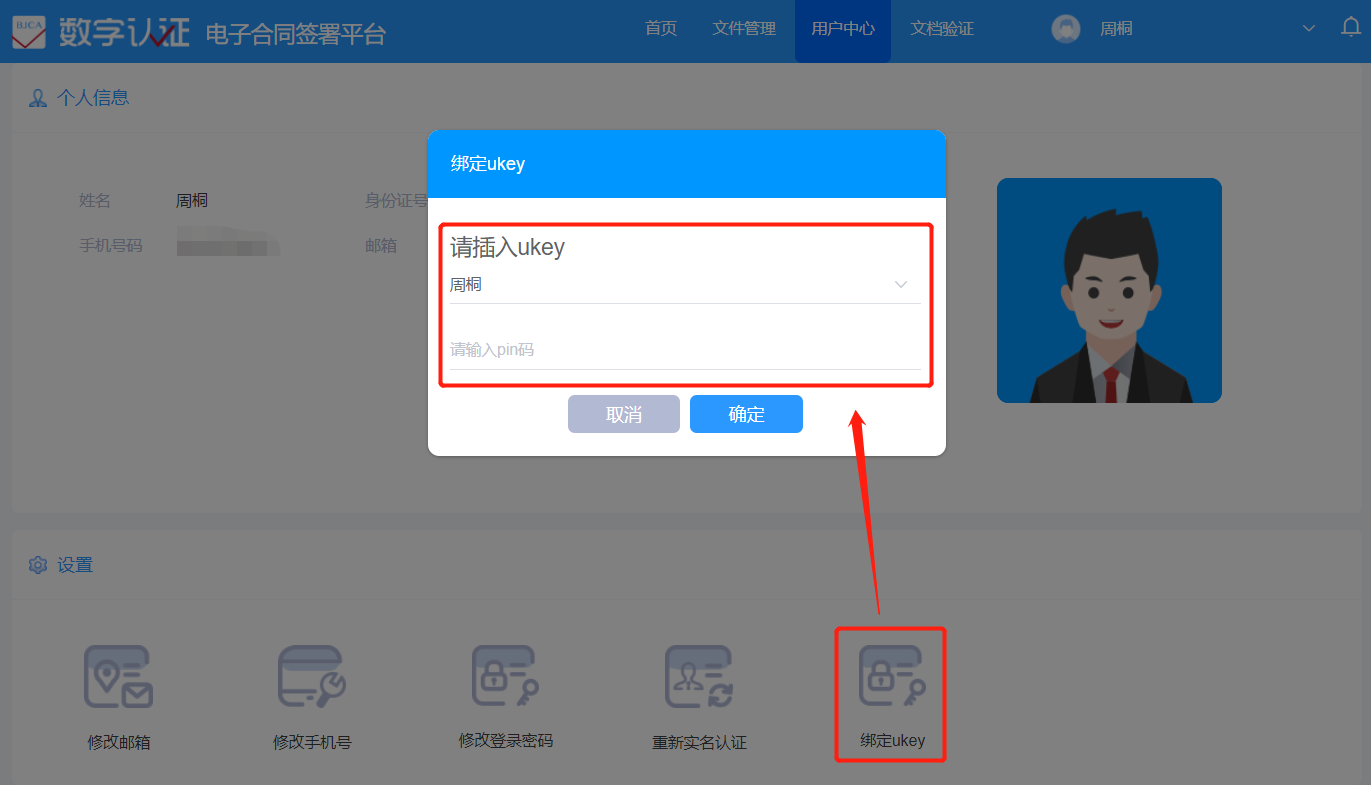 BJCA 数字认证 电子合同签署平台 首页 文件管理 用户中心 文档验证 周桐
个人信息
绑定ukey
姓名 周桐 身份证号
手机号码 邮箱
请插入ukey
周桐
请输入pin码
取消 确定
设置
修改邮箱 修改手机号 修改登录密码 重新实名认证 绑定ukey